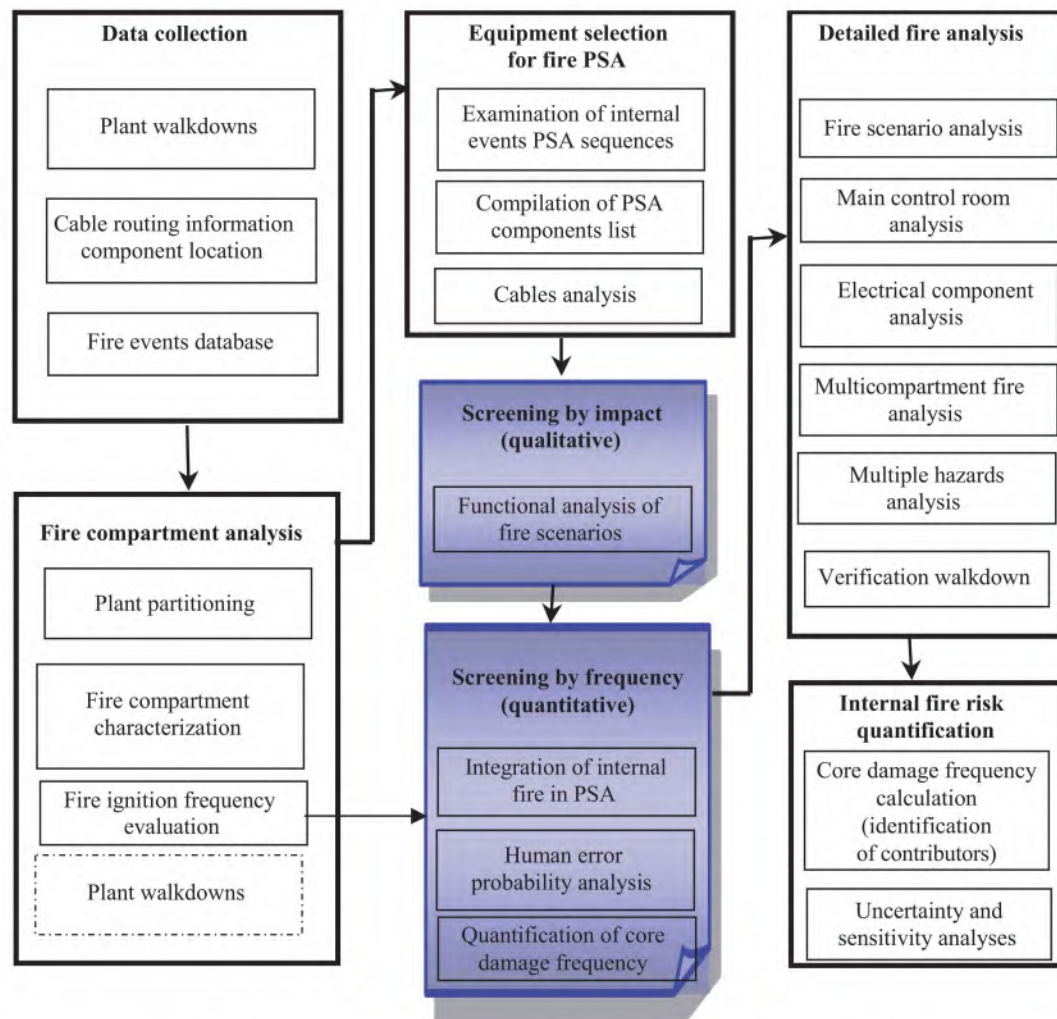 Data collection
Plant walkdowns
Cable routing information
component location
Fire events database
Fire compartment analysis
Plant partitioning
Fire compartment
characterization
Fire ignition frequency
evaluation
Plant walkdowns
Equipment selection
for fire PSA
Examination of internal
events PSA sequences
Compilation of PSA
components list
Cables analysis
Screening by impact
(qualitative)
Functional analysis of
fire scenarios
Screening by frequency
(quantitative)
Integration of internal
fire in PSA
Human error
probability analysis
Quantification of core
damage frequency
Detailed fire analysis
Fire scenario analysis
Main control room
analysis
Electrical component
analysis
Multicompartment fire
analysis
Multiple hazards
analysis
Verification walkdown
Internal fire risk
quantification
Core damage frequency
calculation
(identification
of contributors)
Uncertainty and
sensitivity analyses